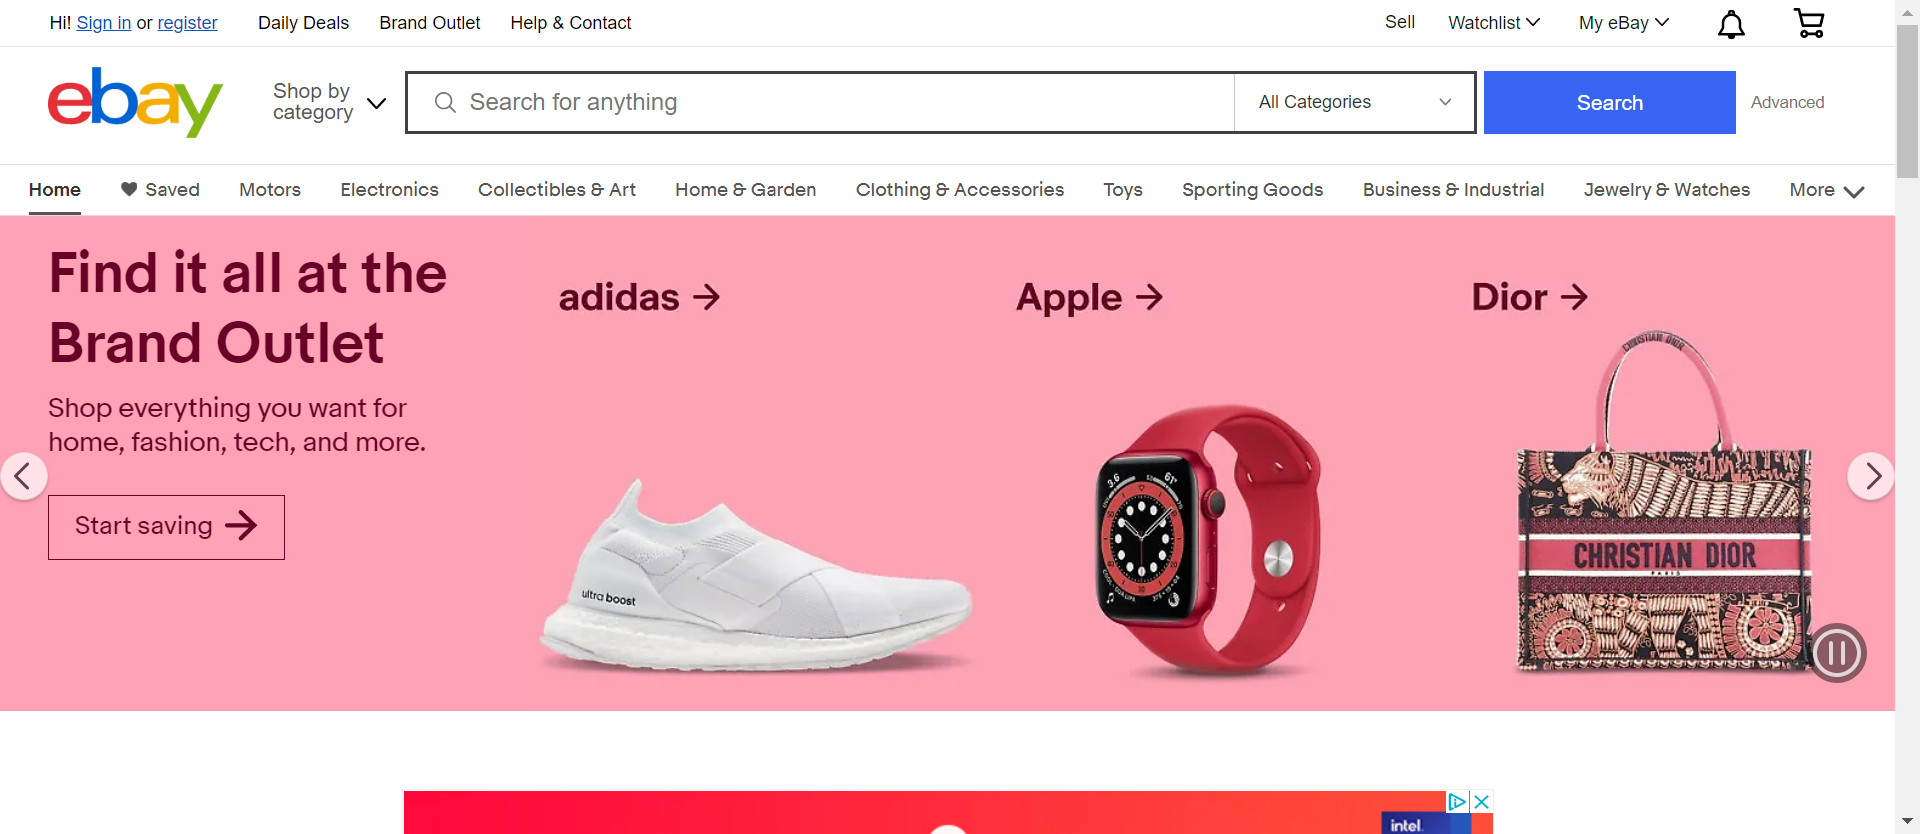 Hi! Sign in or register Daily Deals Brand Outlet Help & Contact Sell Watchlist My eBay
ebay
Shop by
category
Search for anything
All Categories
Search
Advanced
Home Saved Motors Electronics Collectibles & Art Home & Garden Clothing & Accessories Toys Sporting Goods Business & Industrial Jewelry & Watches More
Find it all at the
Brand Outlet
Shop everything you want for
home, fashion, tech, and more.
Start saving
adidas
Apple
Dior
ultra boost
CHRISTIAN DIOR
CHRISTIAN DIOR
PARIS
intel.